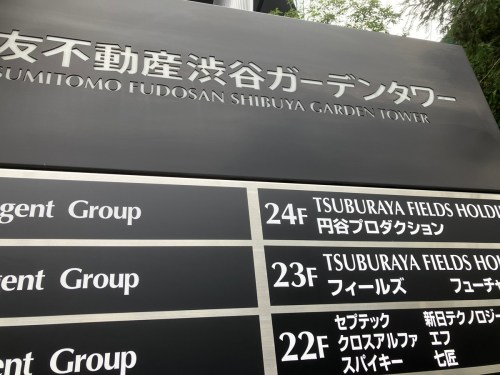 友不動産渋谷ガーデンタワー
SUMITOMO FUDOSAN SHIBUYA GARDEN TOWER
gent Group
24F TSUBURAYA FIELDS HOLDI
円谷プロダクション
gent Group
23F TSUBURAYA FIELDS HO
フィールズ フューチャ
ent Group
22F セプテック 新日テクノロジー
クロスアルファ エフ
スパイキー 七匠